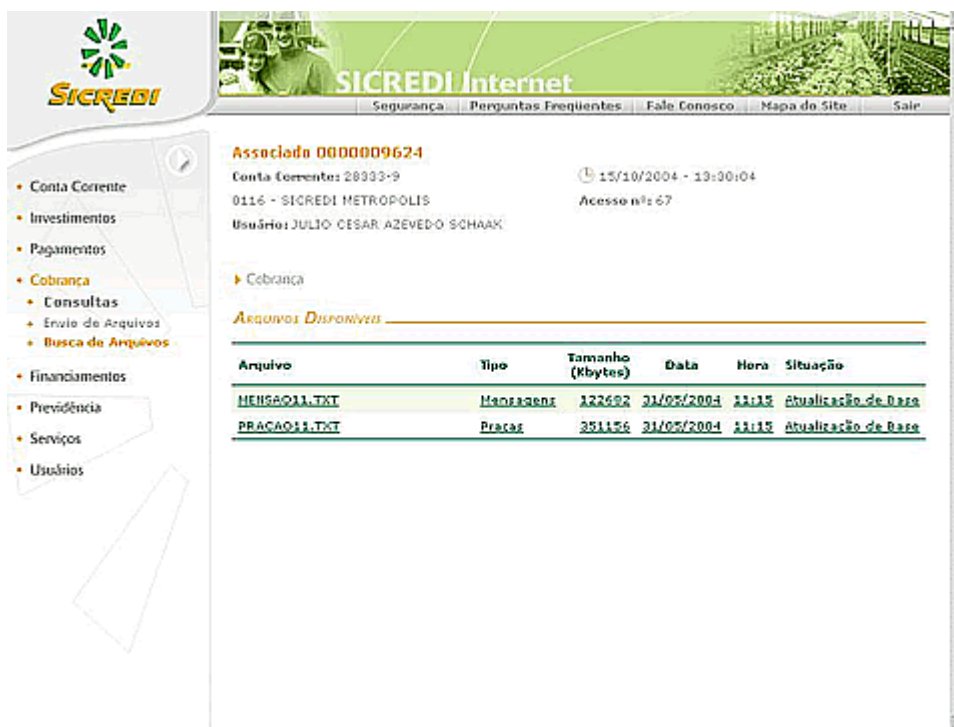 SICREDI
SICREDI Internet
Segurança Perguntas Freqüentes Fale Conosco Mapa do Site Sair
Associado 0000009624
Conta Corrente: 28333-9 15/10/2004 - 13:30:04
0116 - SICREDI METROPOLIS Acesso nº: 67
Usuário: JULIO CESAR AZEVEDO SCHAAK
Conta Corrente
Investimentos
Pagamentos
Cobrança
Consultas
Envio de Arquivos
Busca de Arquivos
Financiamentos
Previdência
Serviços
Usuários
Cobrança
ARQUIVOS DISPONÍVEIS
Arquivo Tipo Tamanho (Kbytes) Data Hora Situação
MENSAO11.TXT Mensagens 122692 31/05/2004 11:15 Atualização de Base
PRACAO11.TXT Pracas 351156 31/05/2004 11:15 Atualização de Base